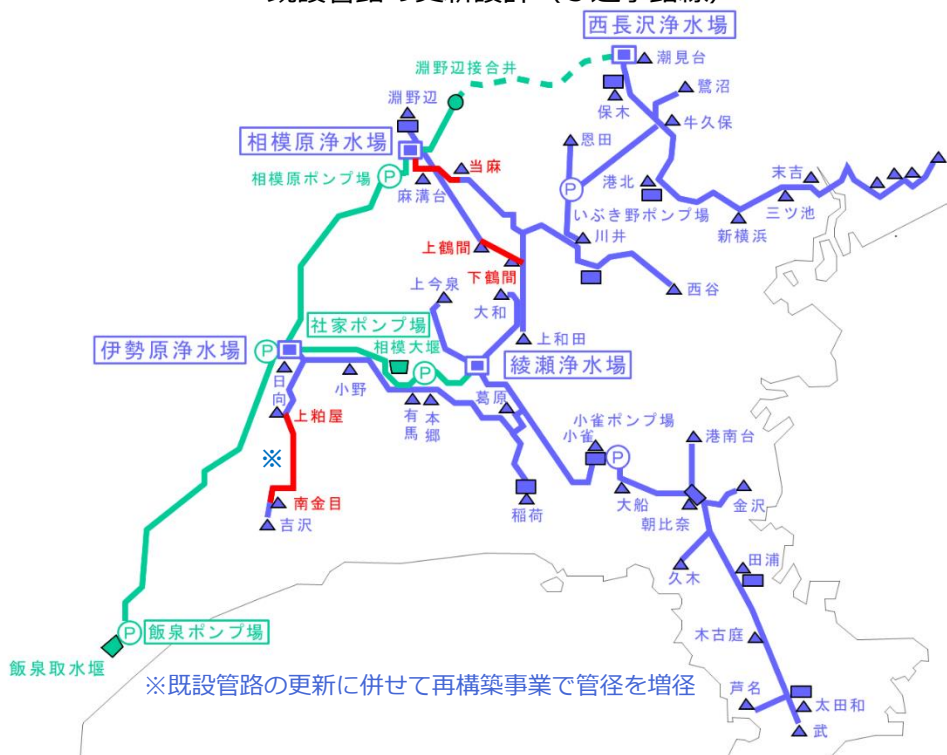 西長沢浄水場
潮見台
淵野辺接合井
鷺沼
淵野辺
保木
牛久保
恩田
相模原浄水場
当麻
末吉
相模原ポンプ場
麻溝台
港北
P
P
いぶき野ポンプ場
三ツ池
新横浜
川井
上鶴間
下鶴間
上今泉
大和
西谷
社家ポンプ場
上和田
伊勢原浄水場
P
相模大堰
P
綾瀬浄水場
日向
小野
葛原
有馬
本郷
小雀ポンプ場
小雀
P
港南台
上粕屋
※
稲荷
大船
金沢
南金目
朝比奈
吉沢
久木
田浦
P
飯泉ポンプ場
木古庭
飯泉取水堰
※既設管路の更新に併せて再構築事業で管径を増径
芦名
太田和
武